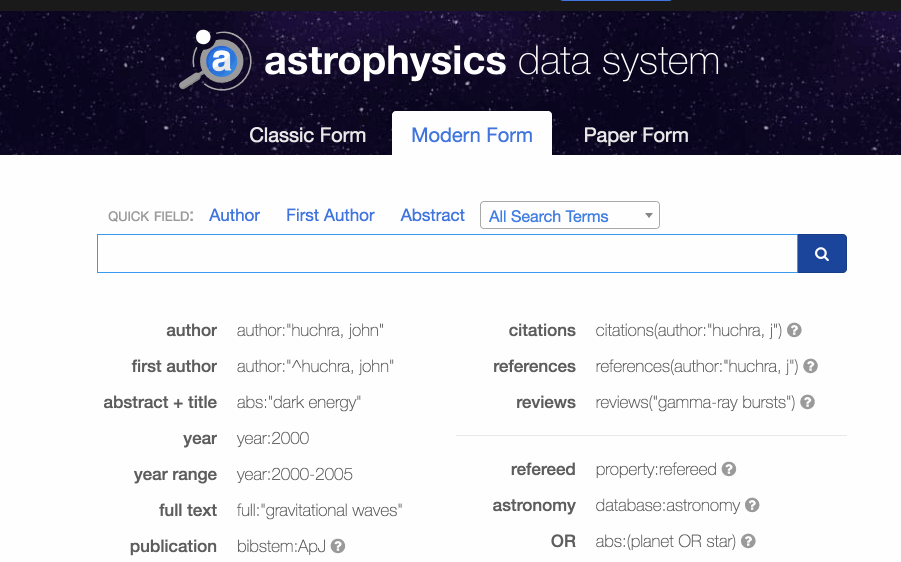 a astrophysics data system
Classic Form Modern Form Paper Form
QUICK FIELD: Author First Author Abstract All Search Terms
author author:"huchra, john"
first author author:"^huchra, john"
abstract + title abs:"dark energy"
year year:2000
year range year:2000-2005
full text full:"gravitational waves"
publication bibstem:ApJ ?
citations citations(author:"huchra, j") ?
references references(author:"huchra, j") ?
reviews reviews("gamma-ray bursts") ?
refereed property:refereed ?
astronomy database:astronomy ?
OR abs:(planet OR star) ?